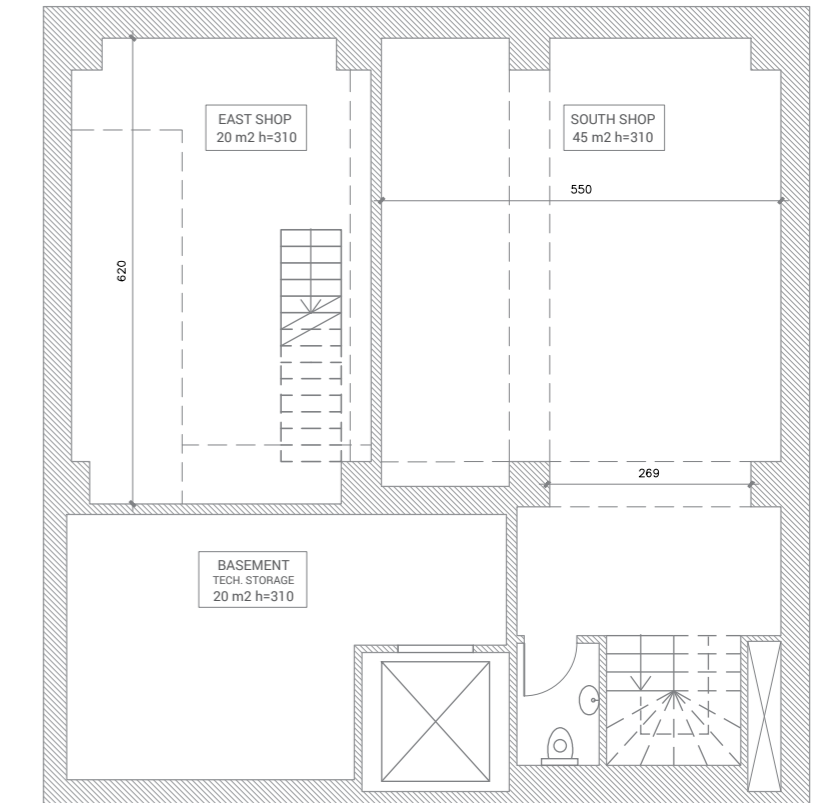 EAST SHOP
20 m2 h=310
SOUTH SHOP
45 m2 h=310
550
620
269
BASEMENT
TECH. STORAGE
20 m2 h=310